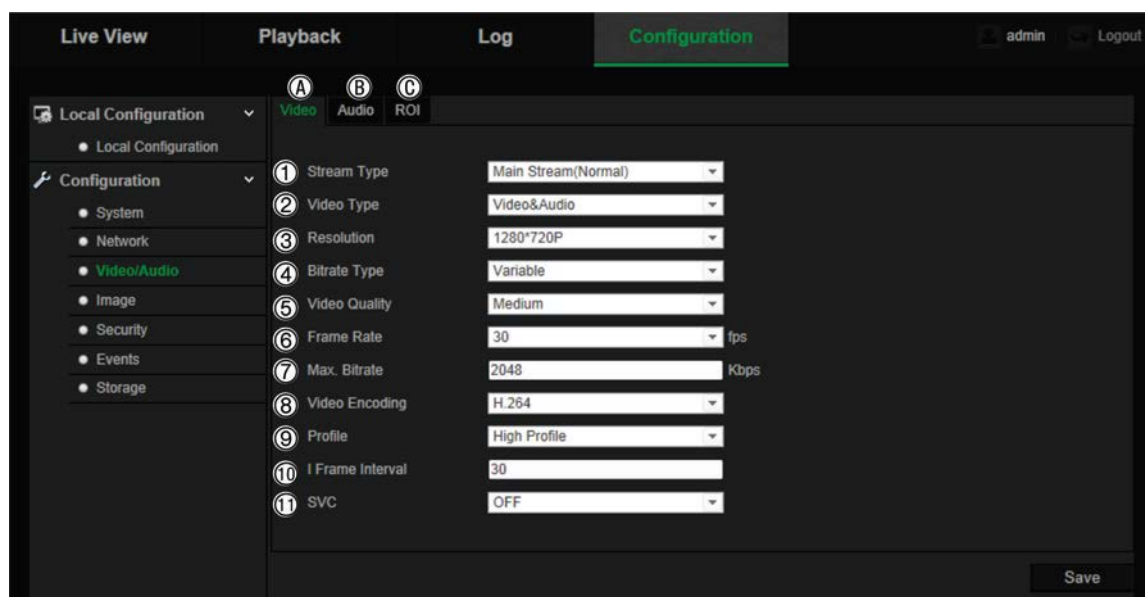 Live View Playback Log Configuration admin Logout
Ⓐ Ⓑ Ⓒ
Video Audio ROI
Local Configuration
Local Configuration
Configuration
System
Network
Video/Audio
Image
Security
Events
Storage
① Stream Type Main Stream(Normal)
② Video Type Video&Audio
③ Resolution 1280*720P
④ Bitrate Type Variable
⑤ Video Quality Medium
⑥ Frame Rate 30 fps
⑦ Max. Bitrate 2048 Kbps
⑧ Video Encoding H.264
⑨ Profile High Profile
⑩ I Frame Interval 30
⑪ SVC OFF
Save